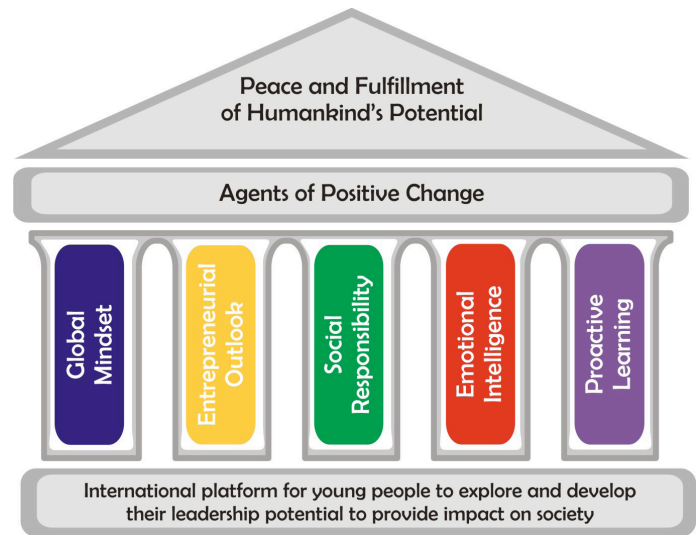 Peace and Fulfillment
of Humankind's Potential
Agents of Positive Change
Global
Mindset
Entrepreneurial
Outlook
Social
Responsibility
Emotional
Intelligence
Proactive
Learning
International platform for young people to explore and develop
their leadership potential to provide impact on society